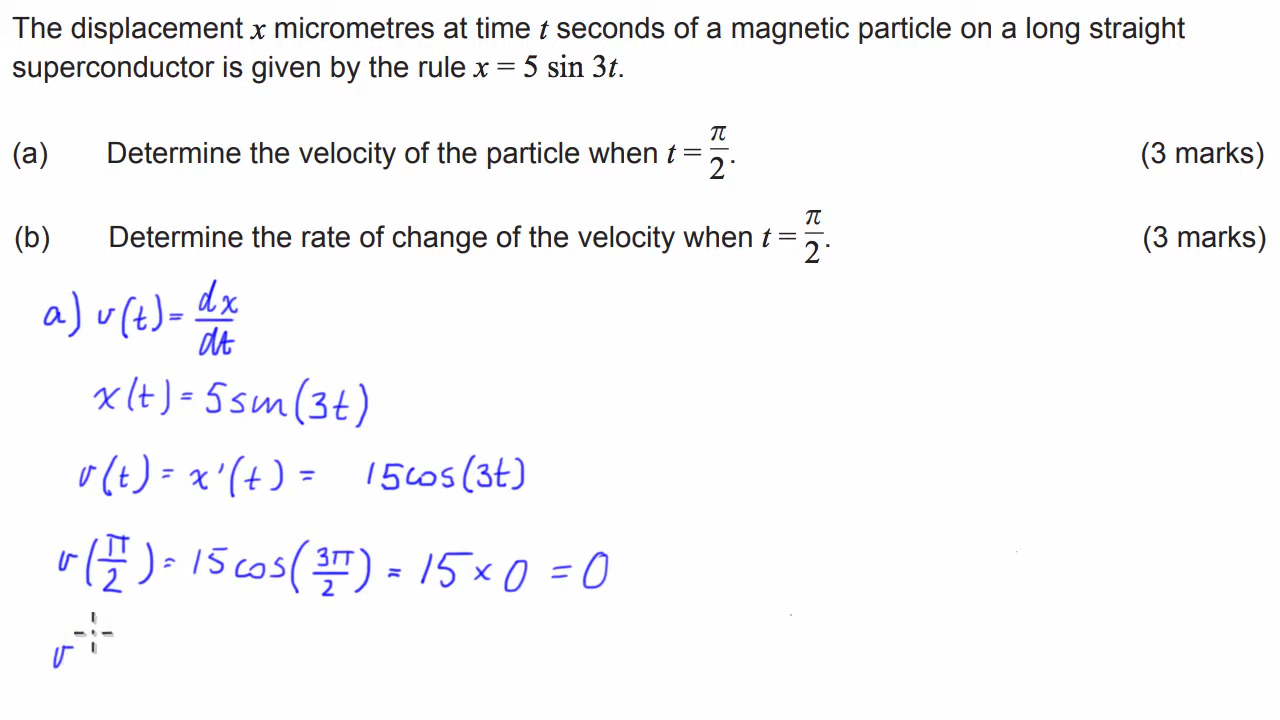 The displacement x micrometres at time t seconds of a magnetic particle on a long straight
superconductor is given by the rule x = 5 sin 3t.
(a) Determine the velocity of the particle when t = π/2. (3 marks)
(b) Determine the rate of change of the velocity when t = π/2. (3 marks)
a) v(t) = dx/dt
x(t) = 5sin(3t)
v(t) = x'(t) = 15cos(3t)
v(π/2) = 15cos(3π/2) = 15 × 0 = 0
v